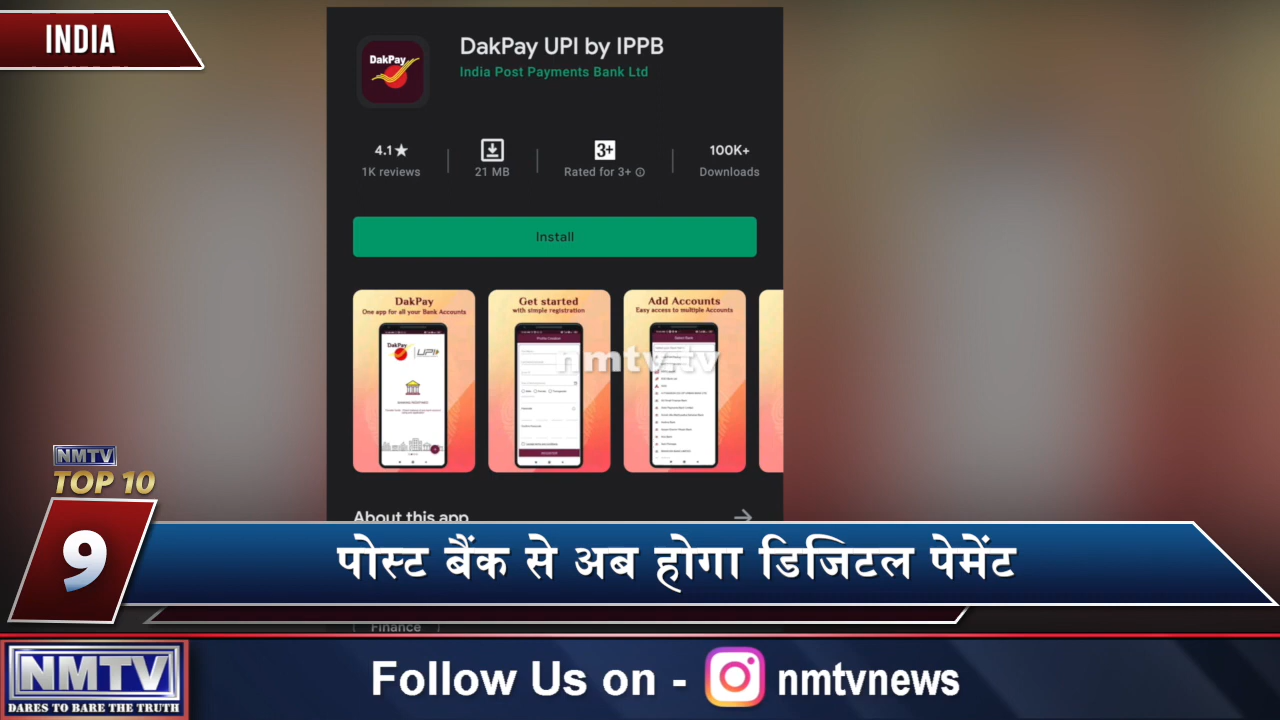 INDIA
DakPay
DakPay UPI by IPPB
India Post Payments Bank Ltd
4.1★
1K reviews
21 MB
3+
Rated for 3+
100K+
Downloads
Install
DakPay
One app for all your Bank Accounts
DakPay
UPI
Get started
with simple registration
Add Accounts
Easy access to multiple Accounts
nmtv.tv
About this app
NMTV
TOP 10
9
पोस्ट बैंक से अब होगा डिजिटल पेमेंट
Finance
NMTV
DARES TO BARE THE TRUTH
Follow Us on - nmtvnews